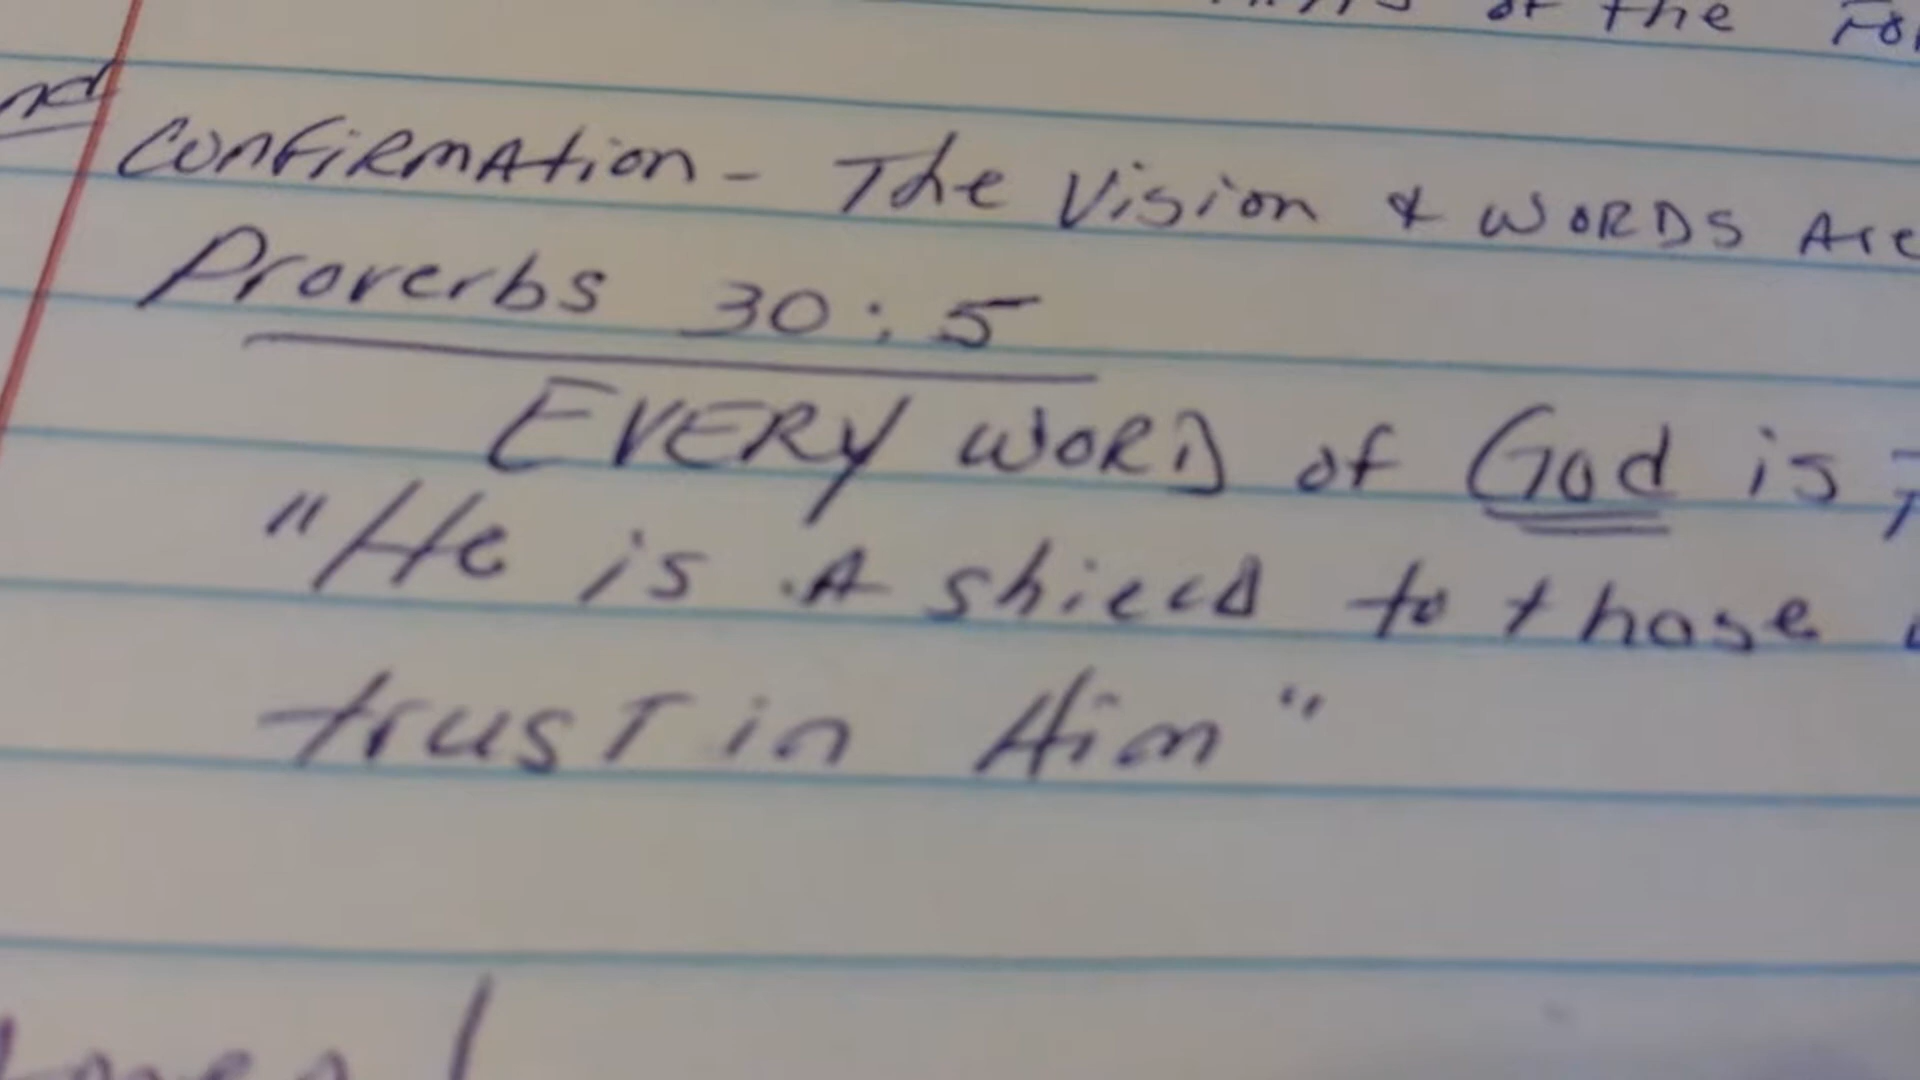 of the
nd Confirmation - The Vision & Words Are
Proverbs 30:5
EVERY WORD of God is
"He is A shield to those
trust in Him"